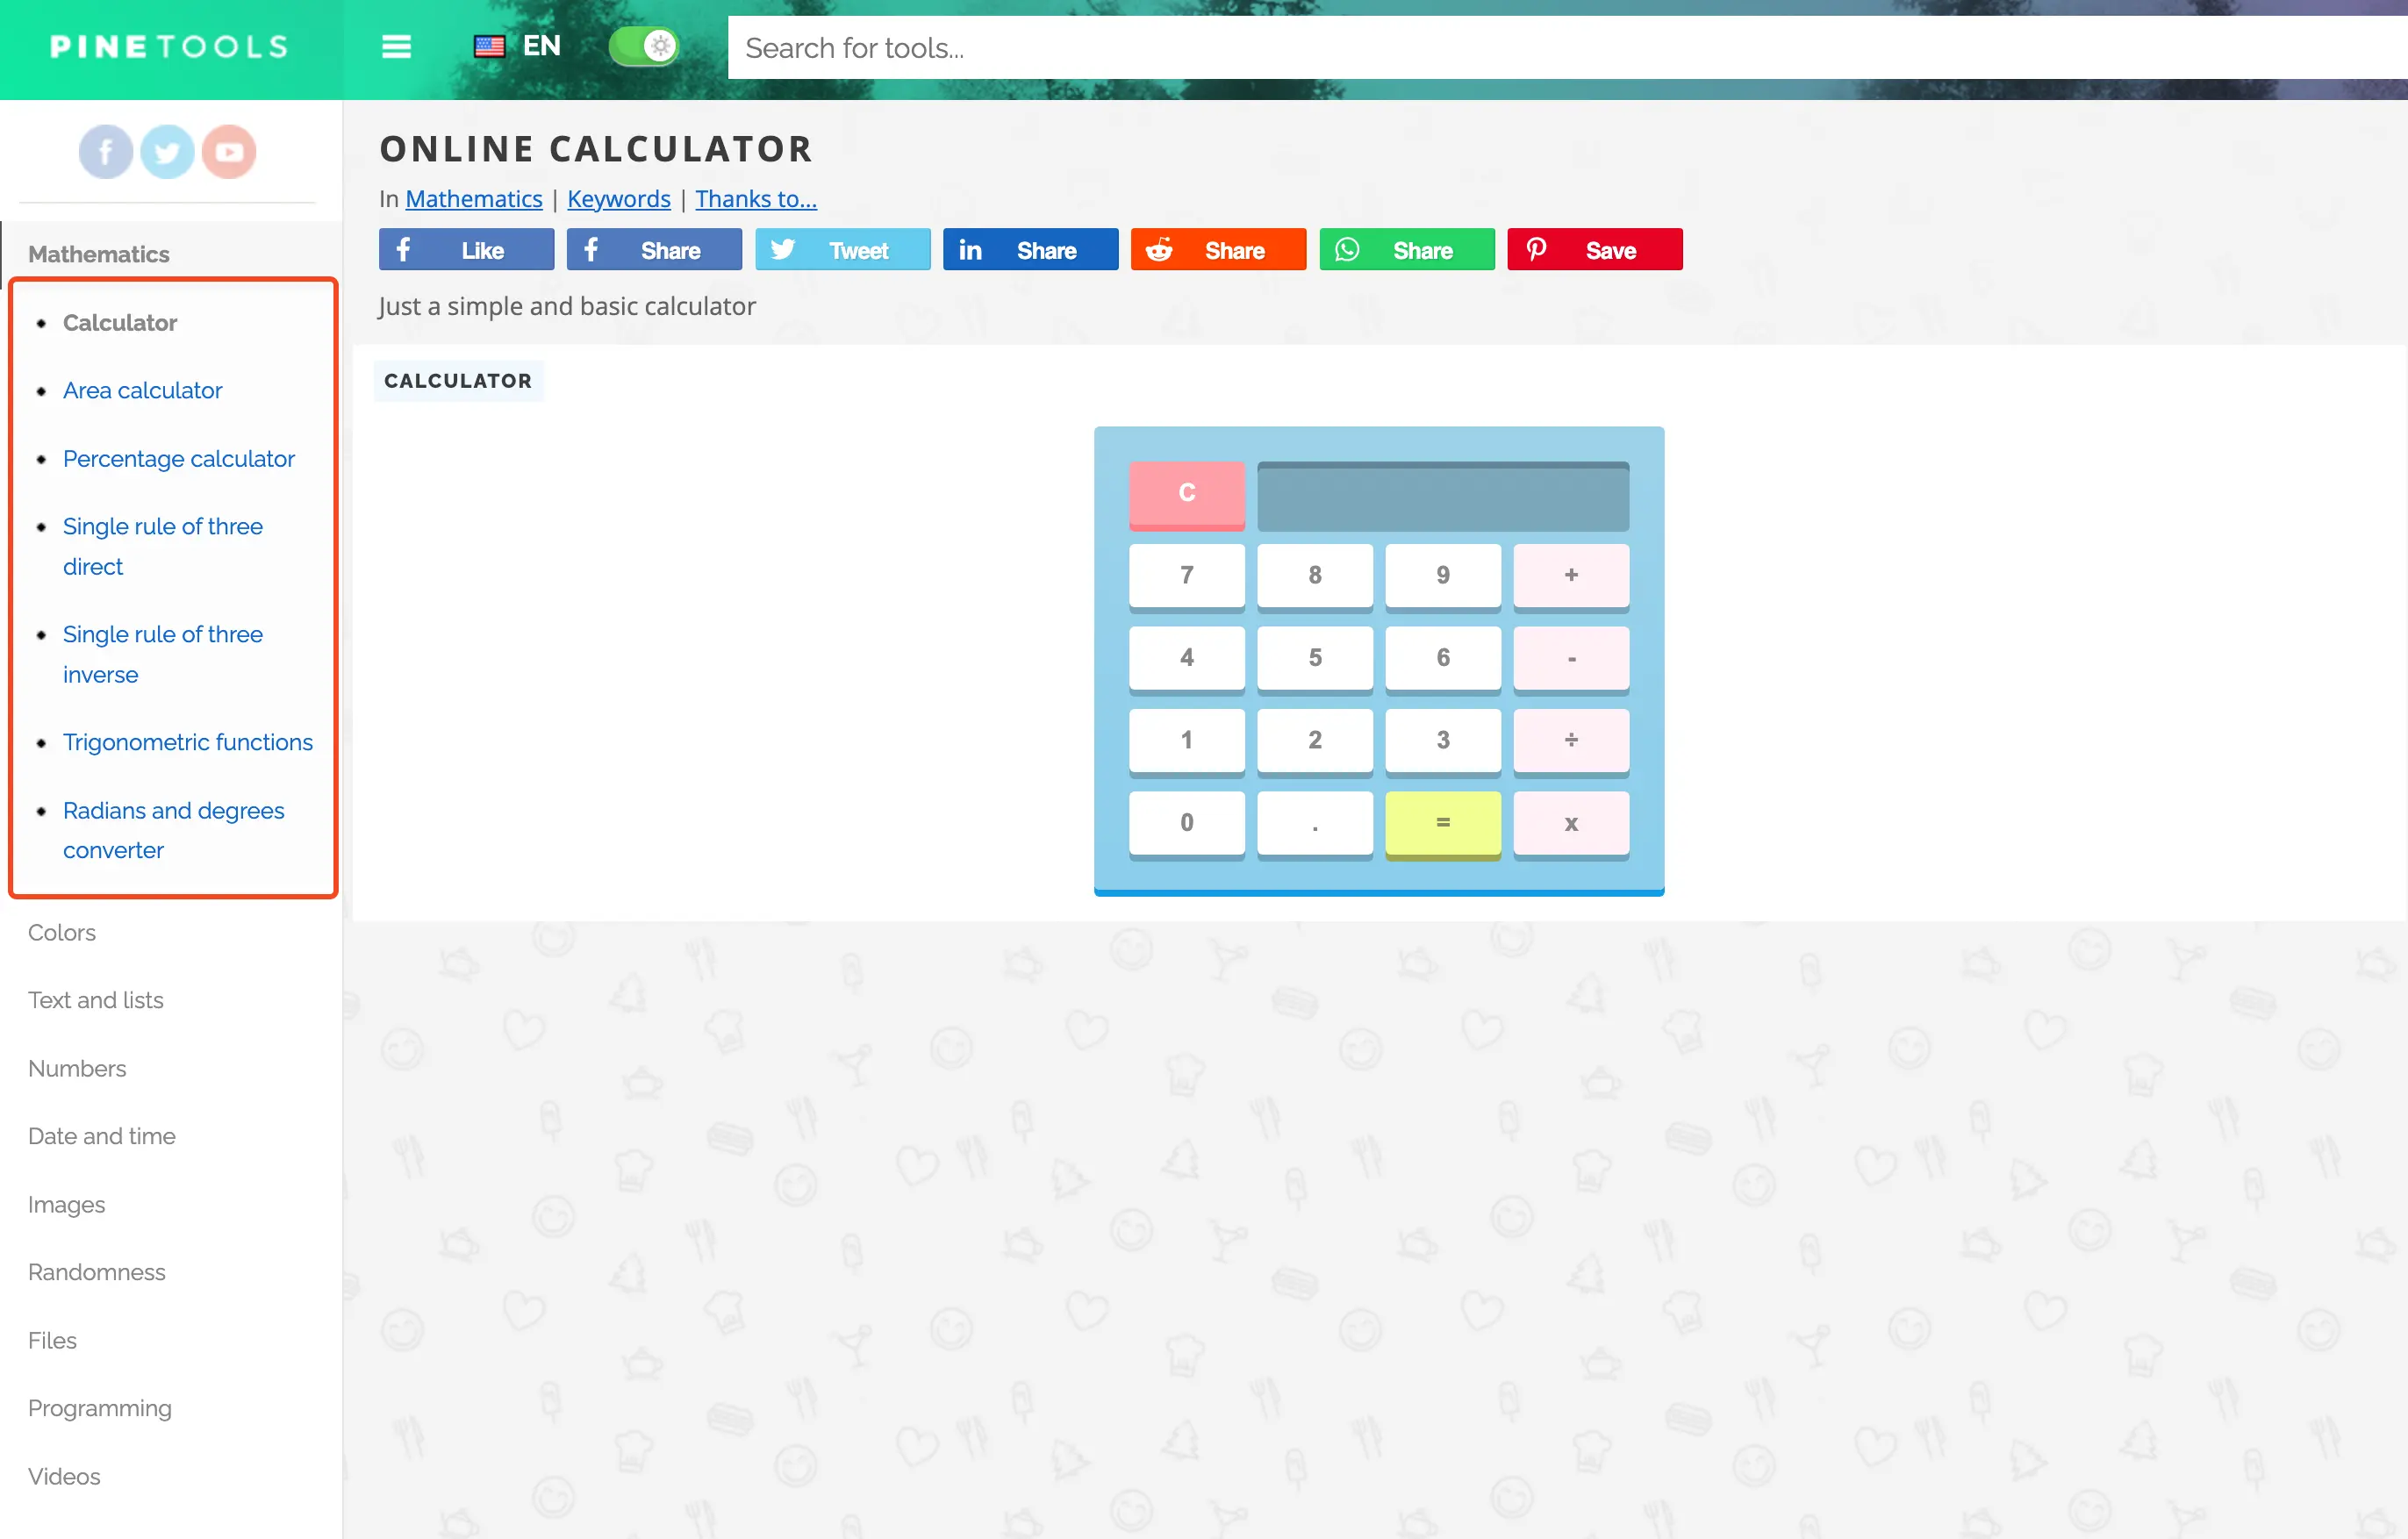 PINETOOLS
EN
Search for tools...
ONLINE CALCULATOR
In Mathematics | Keywords | Thanks to...
Like
Share
Tweet
Share
Share
Share
Save
Just a simple and basic calculator
Mathematics
Calculator
Area calculator
Percentage calculator
Single rule of three
direct
Single rule of three
inverse
Trigonometric functions
Radians and degrees
converter
Colors
Text and lists
Numbers
Date and time
Images
Randomness
Files
Programming
Videos
CALCULATOR
C
7 8 9 +
4 5 6 -
1 2 3 ÷
0 . = x